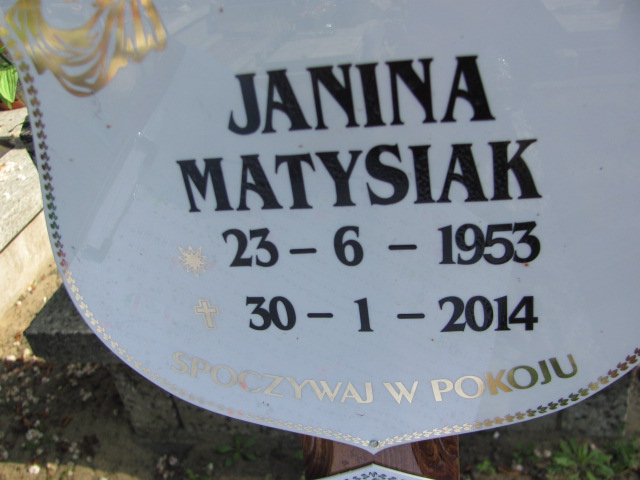 JANINA
MATYSIAK
23 – 6 – 1953
30 – 1 – 2014
SPOCZYWAJ W POKOJU